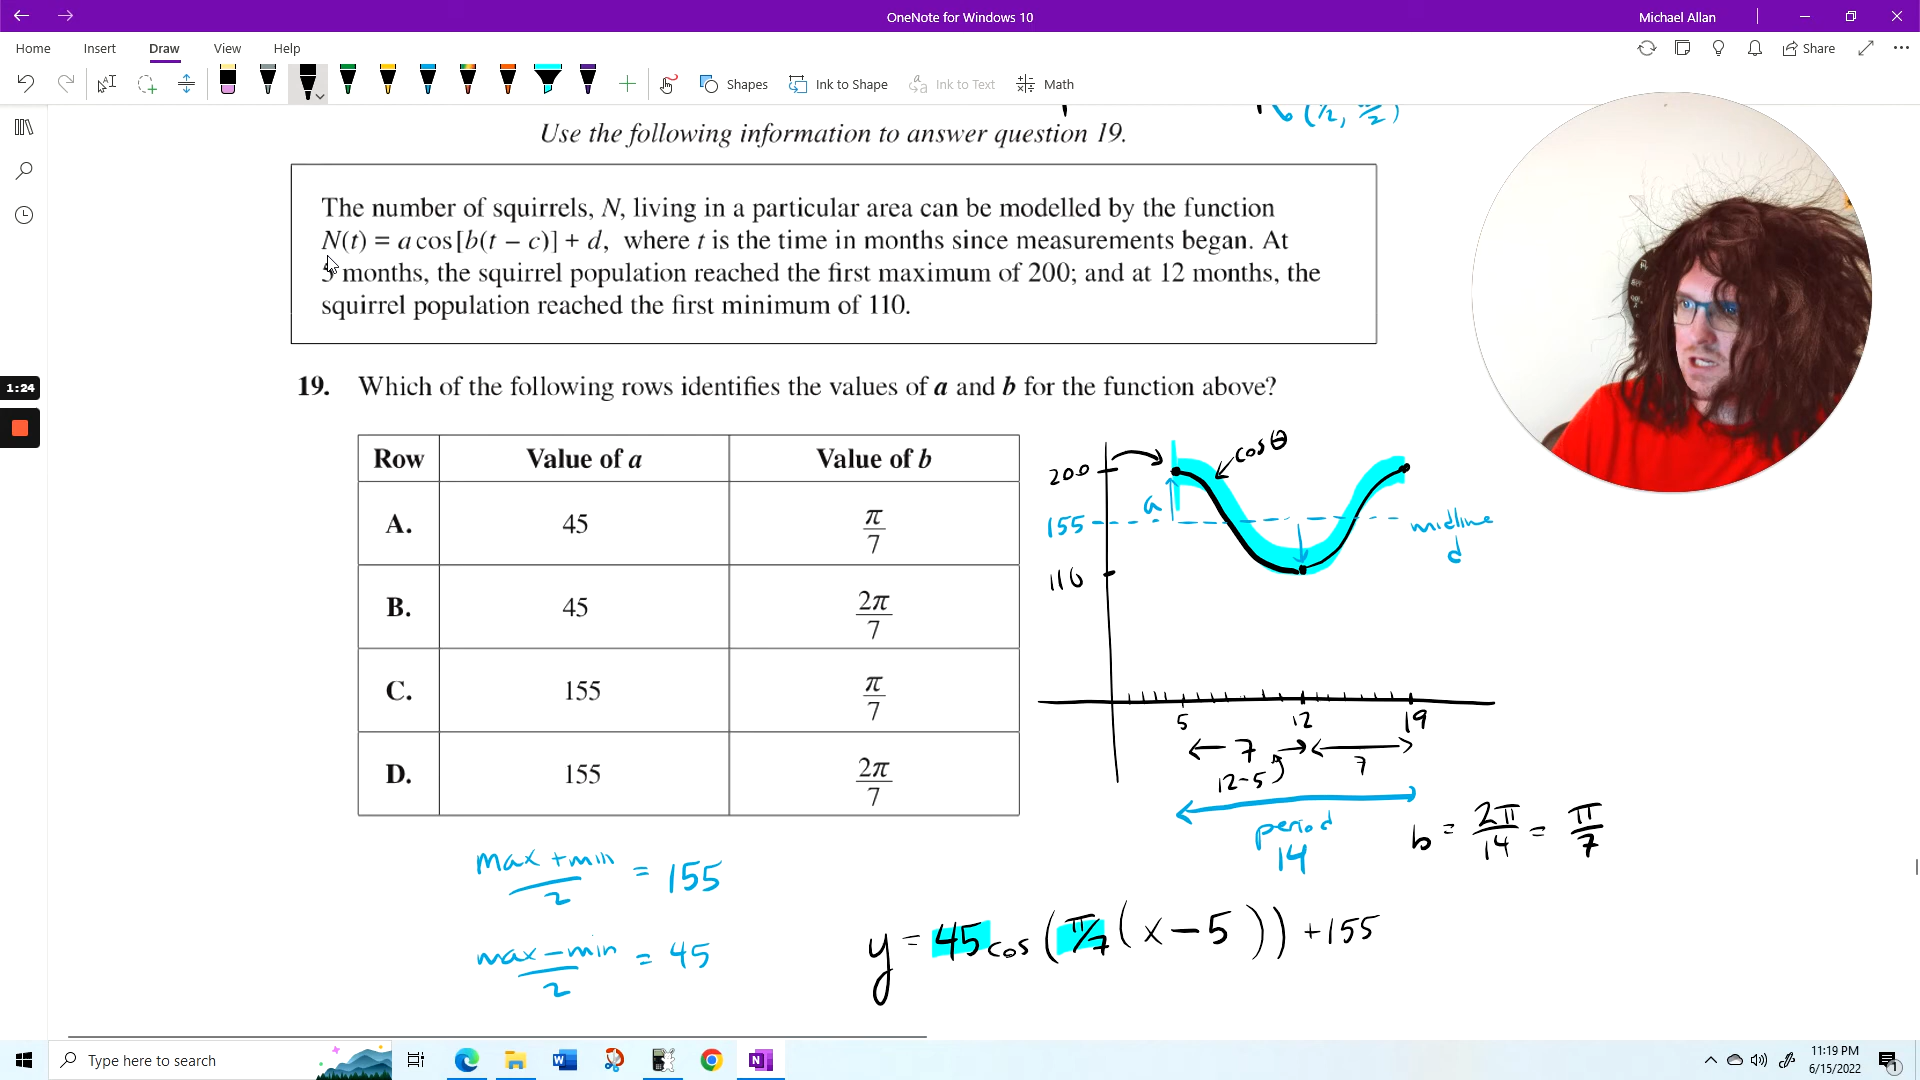 OneNote for Windows 10
Michael Allan
Home Insert Draw View Help
Share
Shapes
Ink to Shape
Ink to Text
Math
(½, π/2)
Use the following information to answer question 19.
The number of squirrels, N, living in a particular area can be modelled by the function
N(t) = a cos[b(t − c)] + d, where t is the time in months since measurements began. At
5 months, the squirrel population reached the first maximum of 200; and at 12 months, the
squirrel population reached the first minimum of 110.
1:24
19. Which of the following rows identifies the values of a and b for the function above?
Row Value of a Value of b
A. 45 π/7
B. 45 2π/7
C. 155 π/7
D. 155 2π/7
cosθ
200
a
155
midline
d
110
5 12 19
7
7
12-5
period
14
b = 2π/14 = π/7
max+min/2 = 155
max-min/2 = 45
y = 45cos(π/7(x-5))+155
Type here to search
11:19 PM
6/15/2022
1